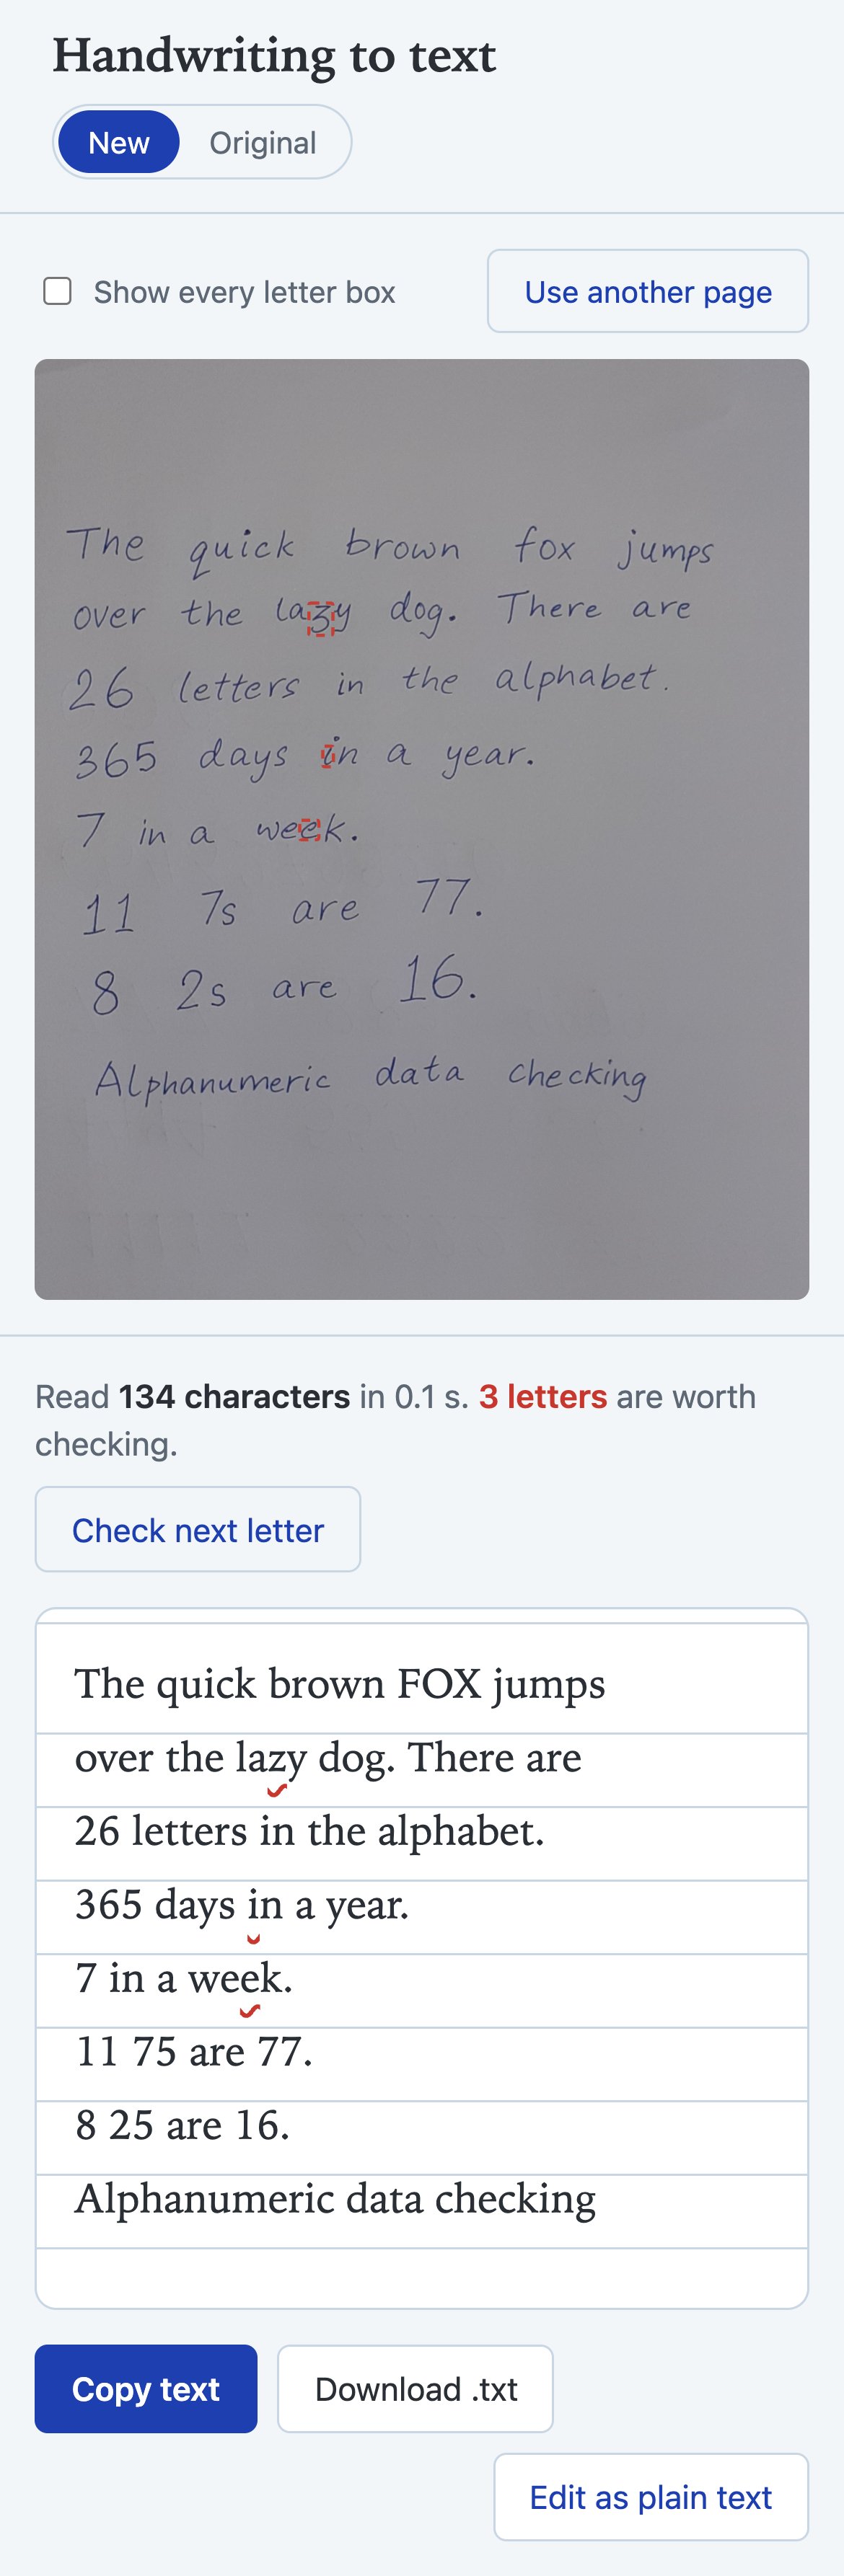 Handwriting to text
New Original
Show every letter box
Use another page
The quick brown fox jumps
over the lazy dog. There are
26 letters in the alphabet.
365 days in a year.
7 in a week.
11 7s are 77.
8 2s are 16.
Alphanumeric data checking
Read 134 characters in 0.1 s. 3 letters are worth
checking.
Check next letter
The quick brown FOX jumps
over the lazy dog. There are
26 letters in the alphabet.
365 days in a year.
7 in a week.
11 75 are 77.
8 25 are 16.
Alphanumeric data checking
Copy text
Download .txt
Edit as plain text